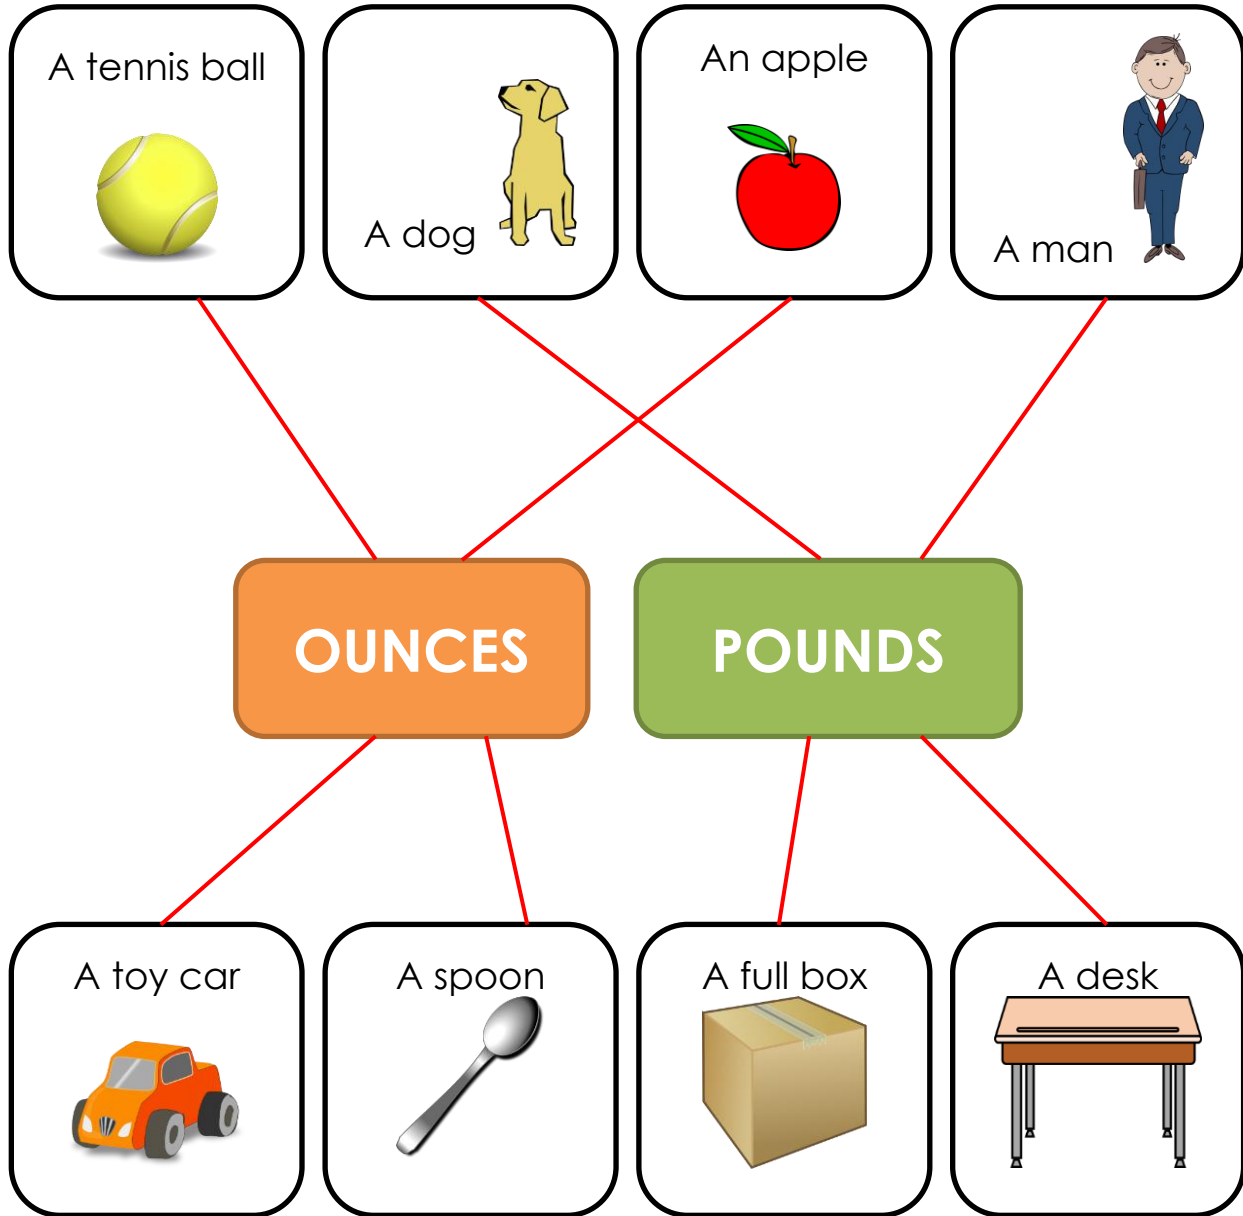 A tennis ball
A dog
An apple
A man
OUNCES
POUNDS
A toy car
A spoon
A full box
A desk